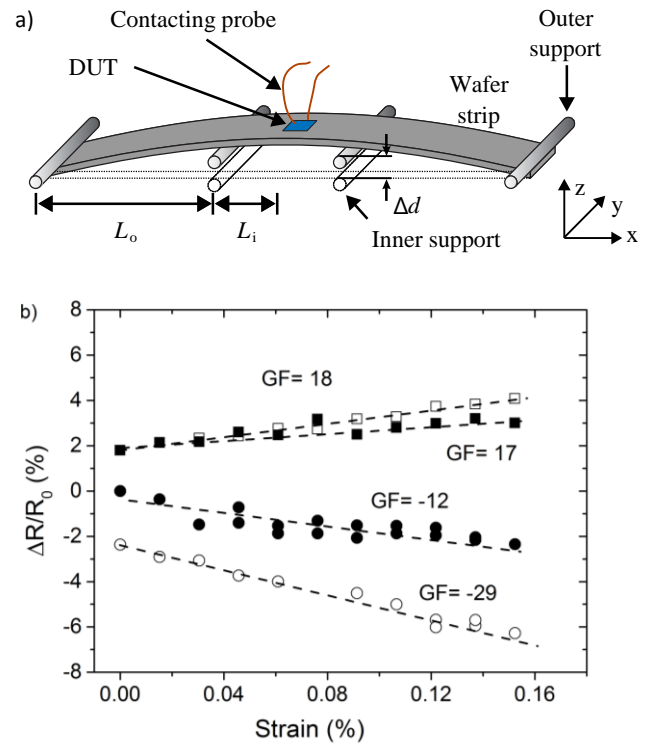 a)
Contacting probe
Outer
support
DUT
Wafer
strip
Δd
z
y
x
Lo
Li
Inner support
b)
8
6
4
2
0
-2
-4
-6
-8
ΔR/R0 (%)
GF= 18
GF= 17
GF= -12
GF= -29
0.00
0.04
0.08
0.12
0.16
Strain (%)